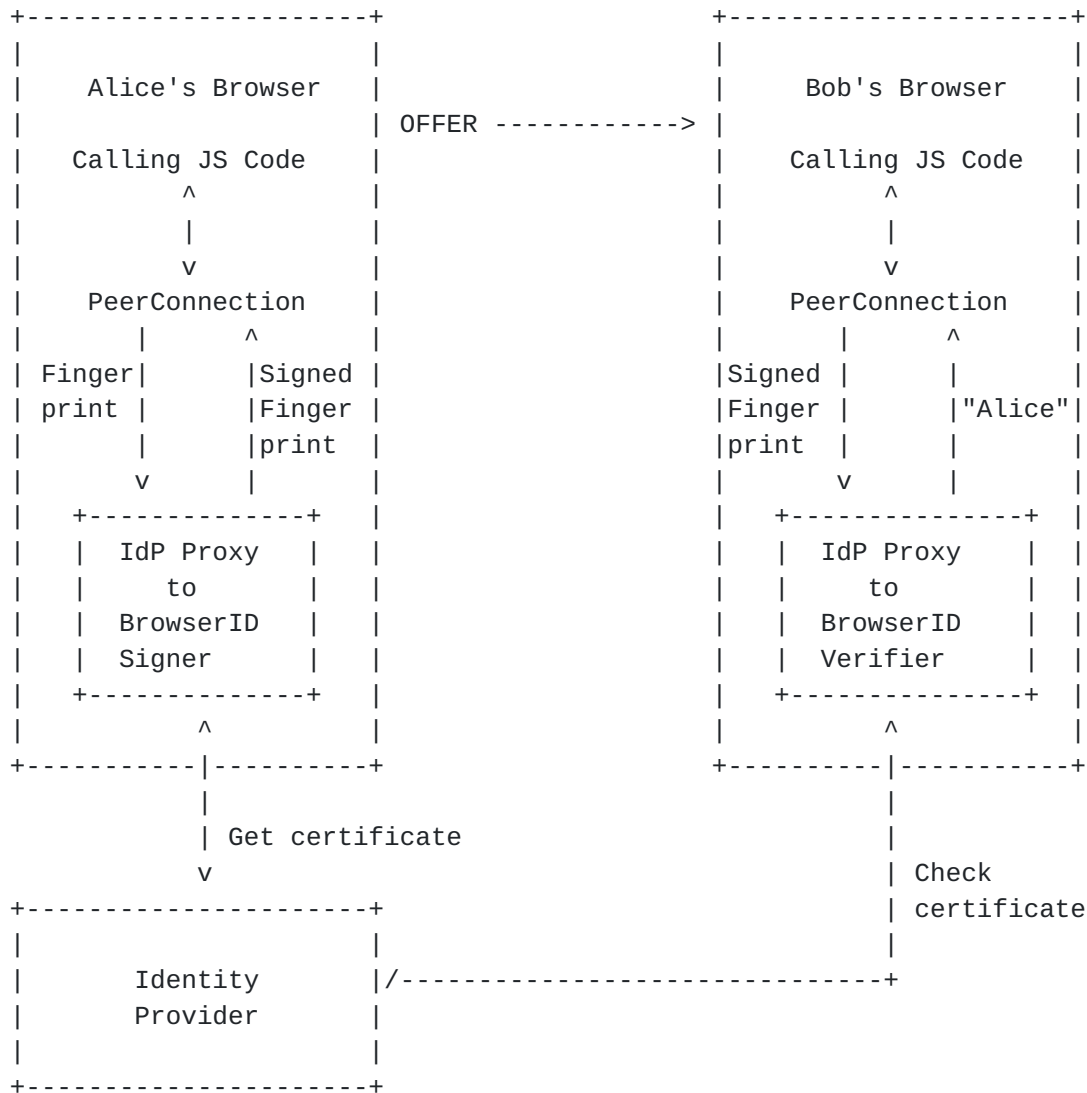 Alice's Browser
Bob's Browser
OFFER ------------>
Calling JS Code
Calling JS Code
PeerConnection
PeerConnection
Finger
print
Signed
Finger
print
Signed
Finger
print
"Alice"
IdP Proxy
to
BrowserID
Signer
IdP Proxy
to
BrowserID
Verifier
Get certificate
Check
certificate
Identity
Provider